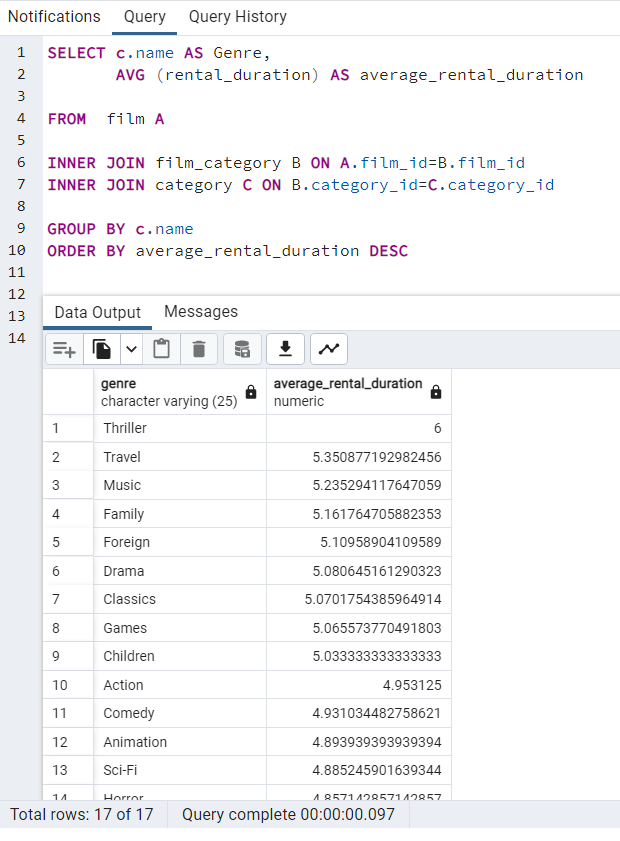 Notifications Query Query History
1 SELECT c.name AS Genre,
2 AVG (rental_duration) AS average_rental_duration
3
4 FROM film A
5
6 INNER JOIN film_category B ON A.film_id=B.film_id
7 INNER JOIN category C ON B.category_id=C.category_id
8
9 GROUP BY c.name
10 ORDER BY average_rental_duration DESC
11
12
13
14
Data Output Messages
genre average_rental_duration
character varying (25) numeric
1 Thriller 6
2 Travel 5.350877192982456
3 Music 5.235294117647059
4 Family 5.161764705882353
5 Foreign 5.10958904109589
6 Drama 5.080645161290323
7 Classics 5.0701754385964914
8 Games 5.065573770491803
9 Children 5.033333333333333
10 Action 4.953125
11 Comedy 4.931034482758621
12 Animation 4.893939393939394
13 Sci-Fi 4.885245901639344
14 Horror 4.857142857142857
Total rows: 17 of 17 Query complete 00:00:00.097